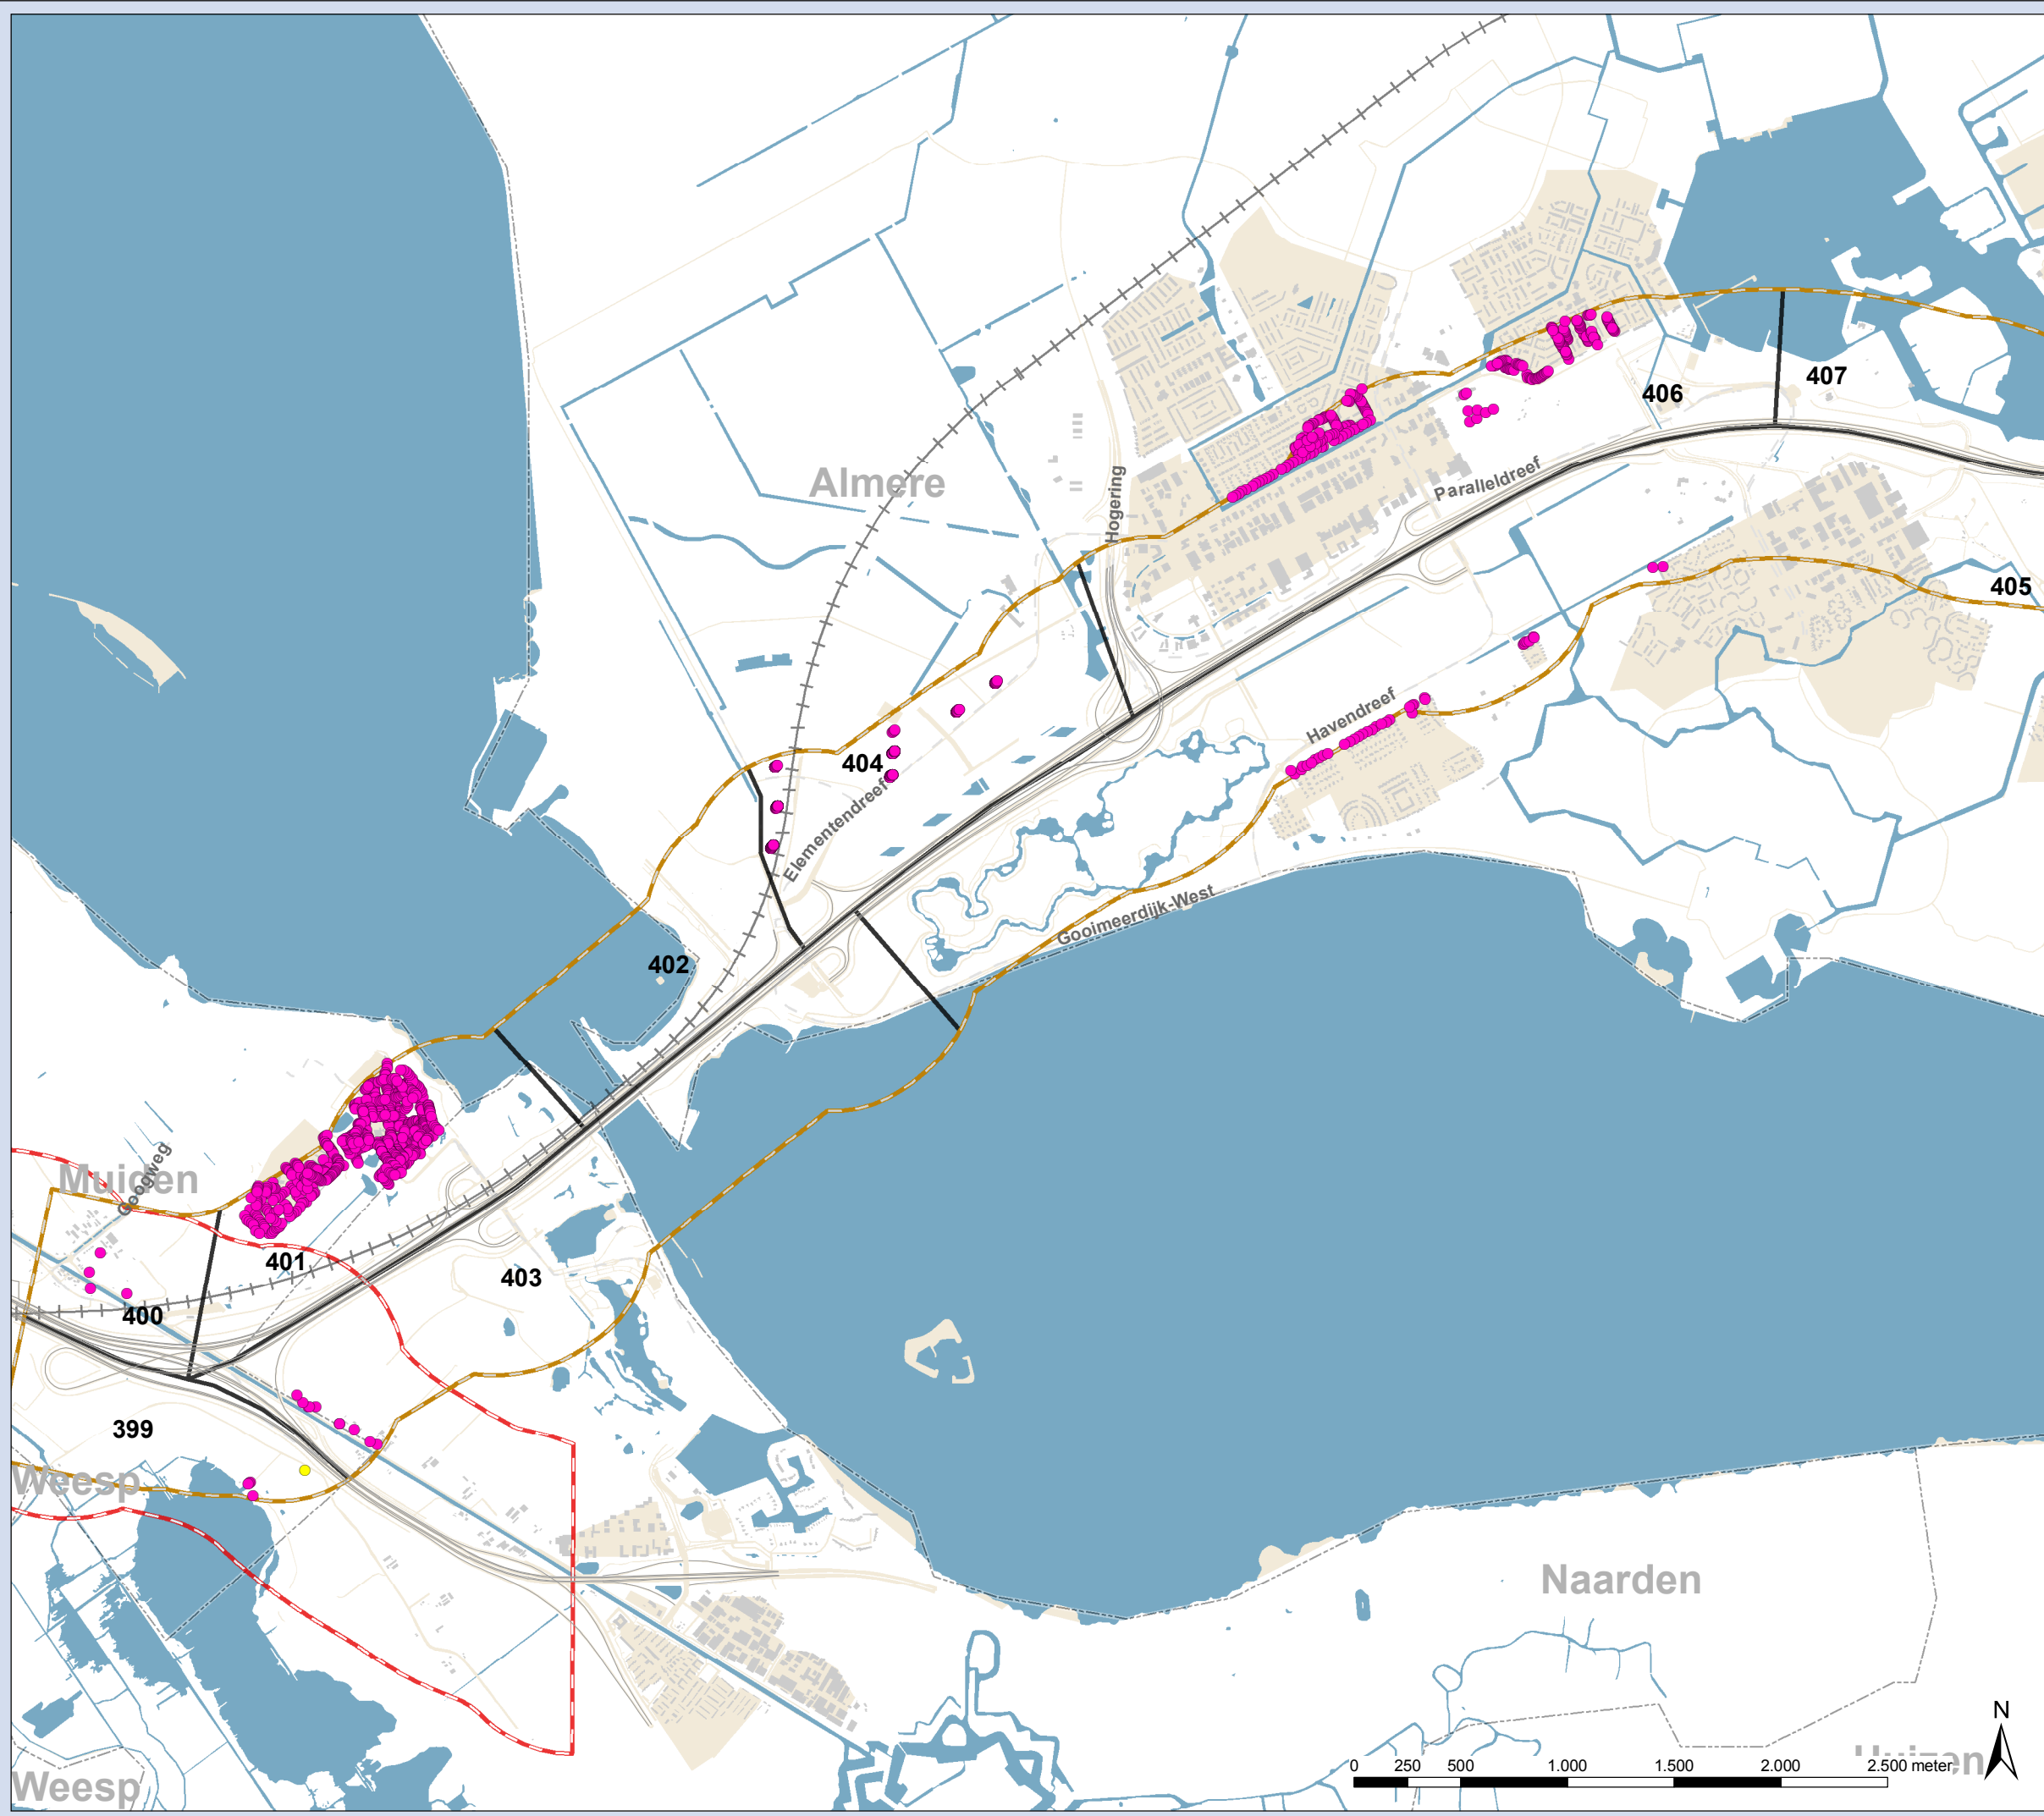 Almere
Hogering
Paralleldreef
406
407
405
Havendreef
404
Elementendreef
Gooimeerdijk-West
402
Muiden
Googweg
401
403
400
399
Weesp
Naarden
N
0 250 500 1.000 1.500 2.000 2.500 meter
Huizen
Weesp